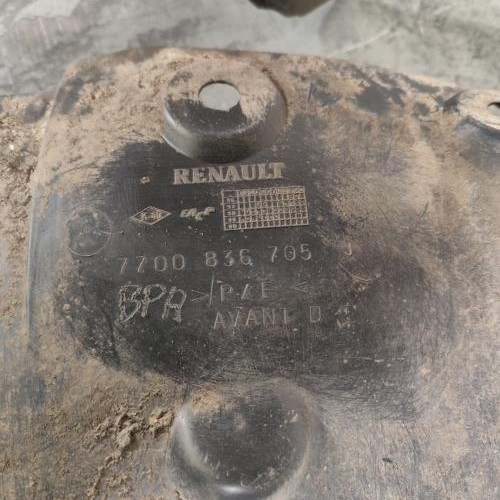 RENAULT
7700 836 705 J
BPA >P/E<
AVANT D